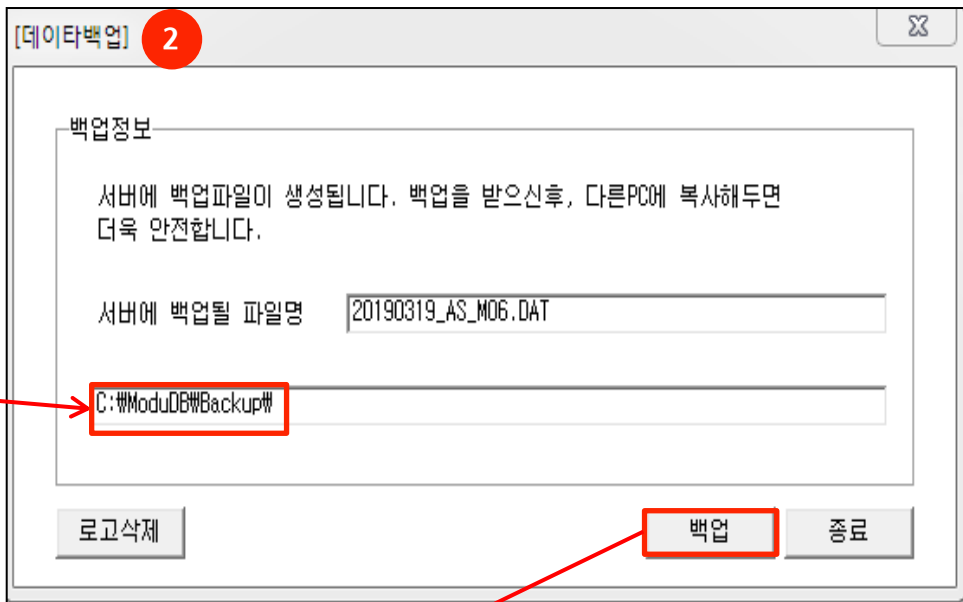 [데이타백업] 2
백업정보
서버에 백업파일이 생성됩니다. 백업을 받으신후, 다른PC에 복사해두면
더욱 안전합니다.
서버에 백업될 파일명 20190319_AS_M06.DAT
C:₩ModuDB₩Backup₩
로고삭제 백업 종료